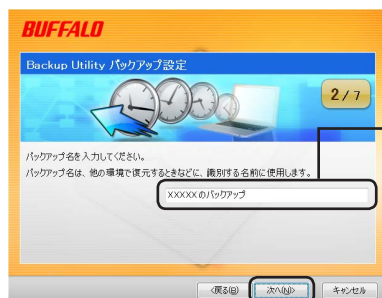 BUFFALO
Backup Utility バックアップ設定
2/7
バックアップ名を入力してください。
バックアップ名は、他の環境で復元するときなどに、識別する名前に使用します。
XXXXXのバックアップ
<戻る(B)
次へ(N)>
キャンセル